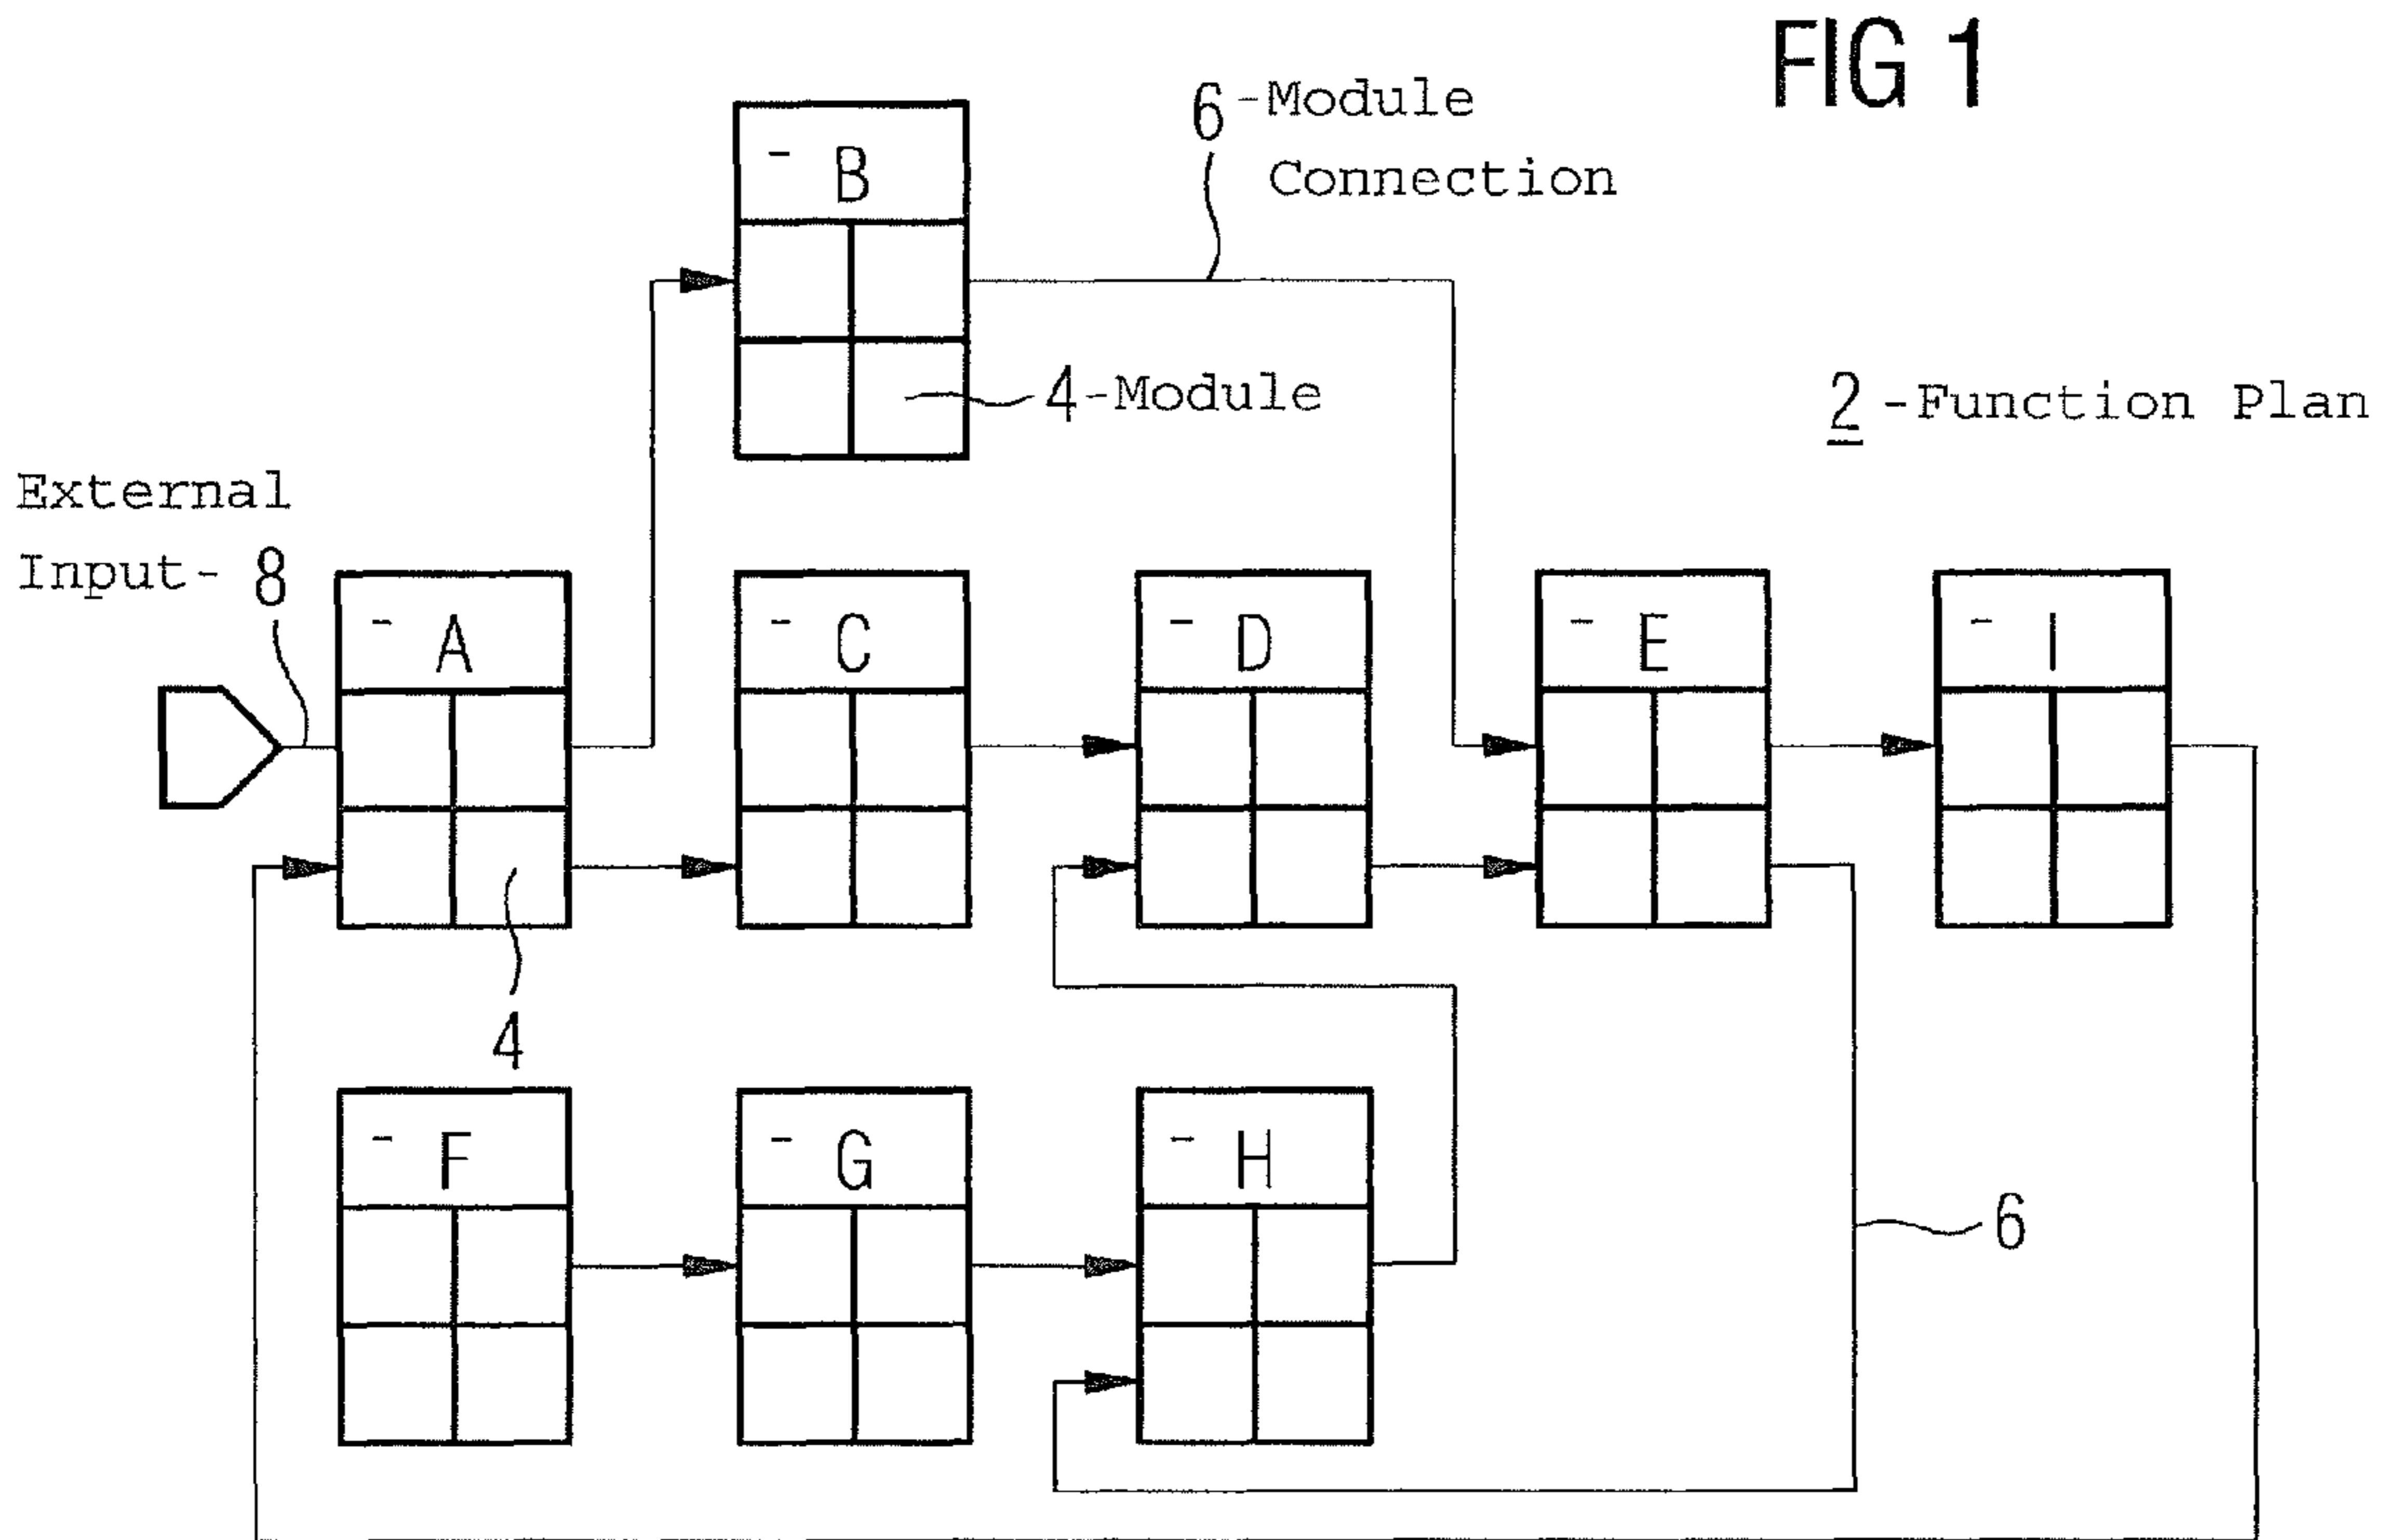 FIG 1
6 -Module
Connection
- B
4 -Module
2 -Function Plan
External
Input- 8
- A
- C
- D
- E
- I
4
- F
- G
- H
6